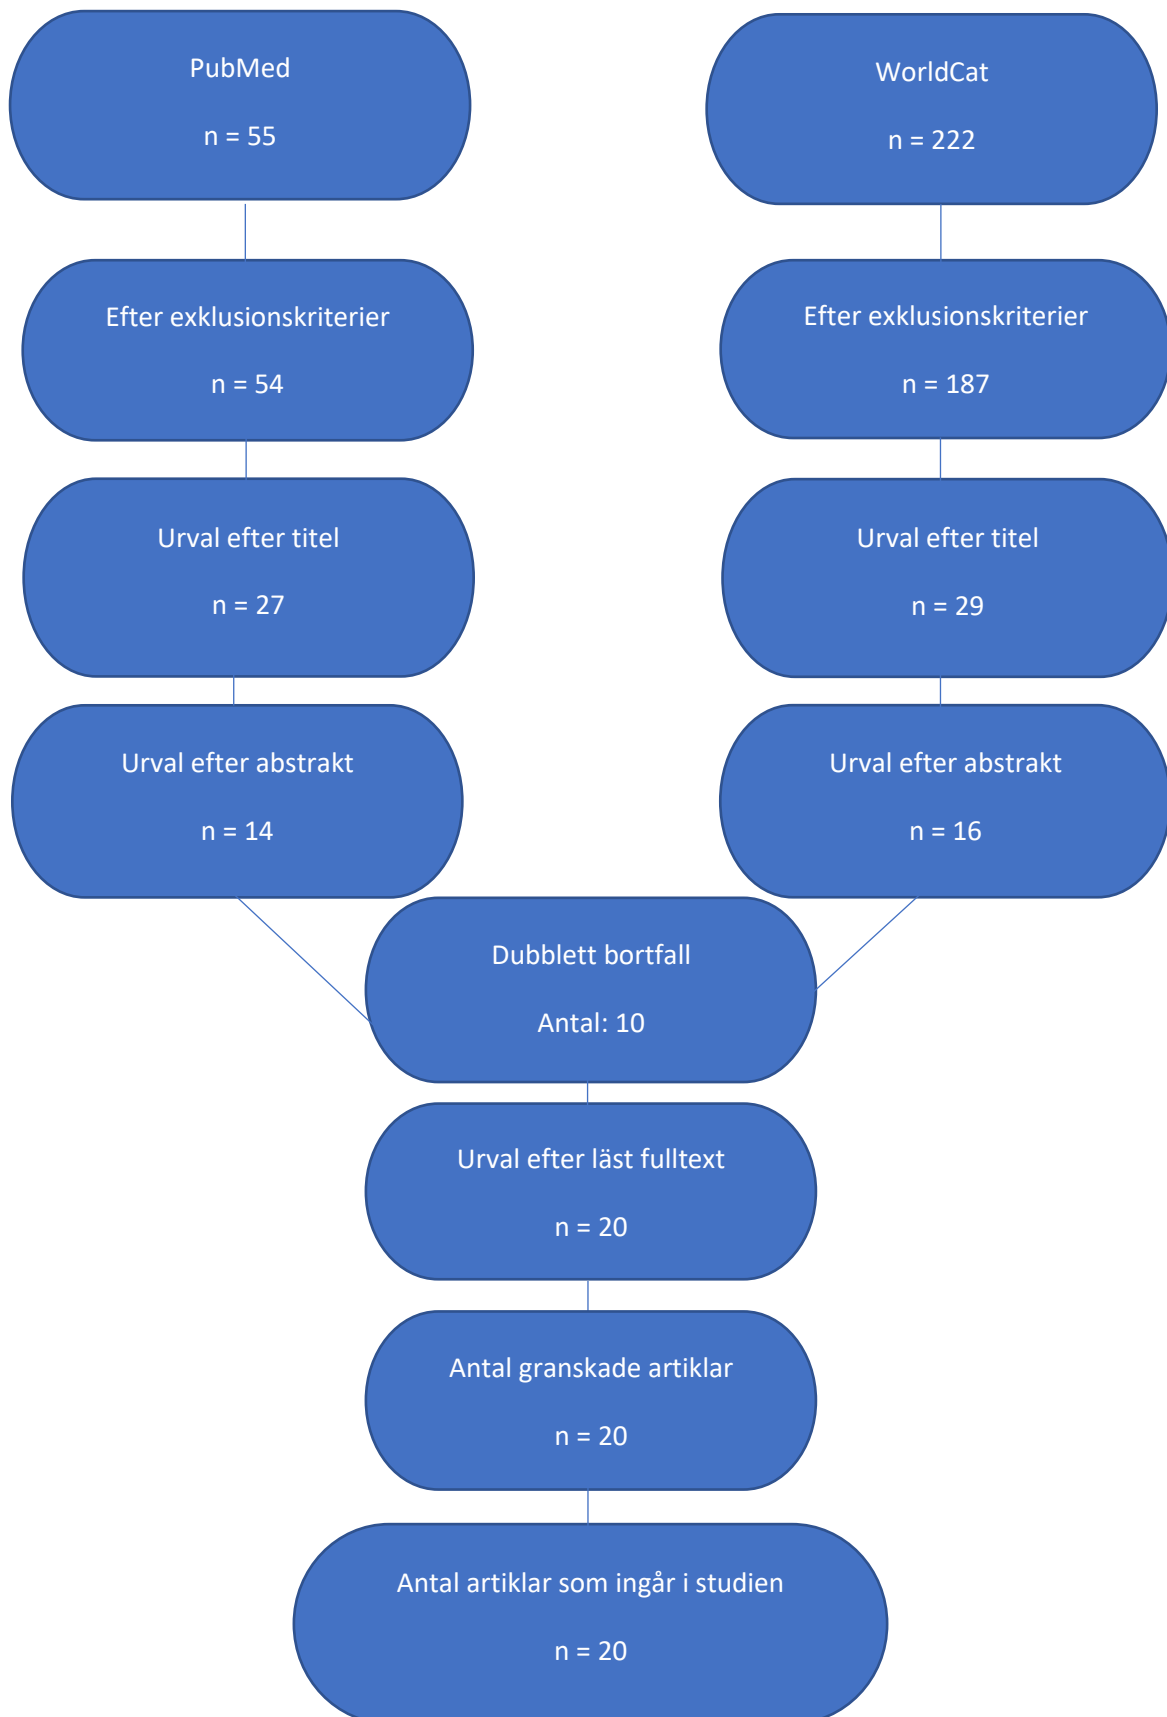 PubMed
n = 55
WorldCat
n = 222
Efter exklusionskriterier
n = 54
Efter exklusionskriterier
n = 187
Urval efter titel
n = 27
Urval efter titel
n = 29
Urval efter abstrakt
n = 14
Urval efter abstrakt
n = 16
Dubblett bortfall
Antal: 10
Urval efter läst fulltext
n = 20
Antal granskade artiklar
n = 20
Antal artiklar som ingår i studien
n = 20